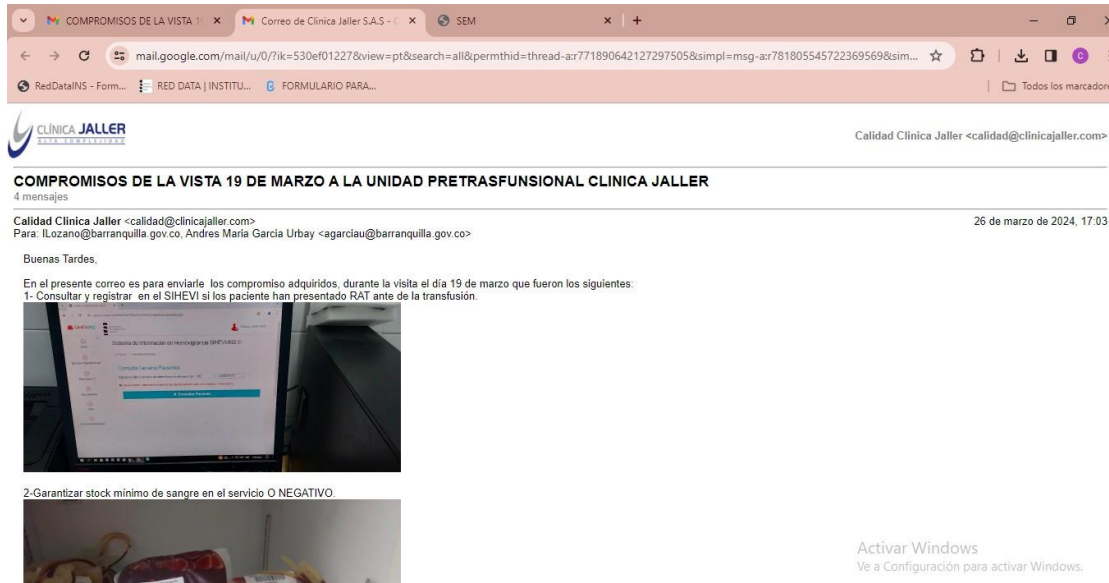 COMPROMISOS DE LA VISTA 1
Correo de Clinica Jaller S.A.S - C
SEM
mail.google.com/mail/u/0/?ik=530ef01227&view=pt&search=all&permthid=thread-a:r771890642127297505&simpl=msg-a:r781805545722369569&sim...
RedDataINS - Form...
RED DATA | INSTITU...
FORMULARIO PARA...
Todos los marcadore
CLÍNICA JALLER
ALTA COMPLEJIDAD
Calidad Clinica Jaller <calidad@clinicajaller.com>
COMPROMISOS DE LA VISTA 19 DE MARZO A LA UNIDAD PRETRASFUNSIONAL CLINICA JALLER
4 mensajes
Calidad Clinica Jaller <calidad@clinicajaller.com> 26 de marzo de 2024, 17:03
Para: ILozano@barranquilla.gov.co, Andres Maria Garcia Urbay <agarciau@barranquilla.gov.co>
Buenas Tardes,
En el presente correo es para enviarle los compromiso adquiridos, durante la visita el día 19 de marzo que fueron los siguientes:
1- Consultar y registrar en el SIHEVI si los paciente han presentado RAT ante de la transfusión.
Sistema de Información en Hemovigilancia SIHEVI-INS ©
2-Garantizar stock mínimo de sangre en el servicio O NEGATIVO.
Activar Windows
Ve a Configuración para activar Windows.